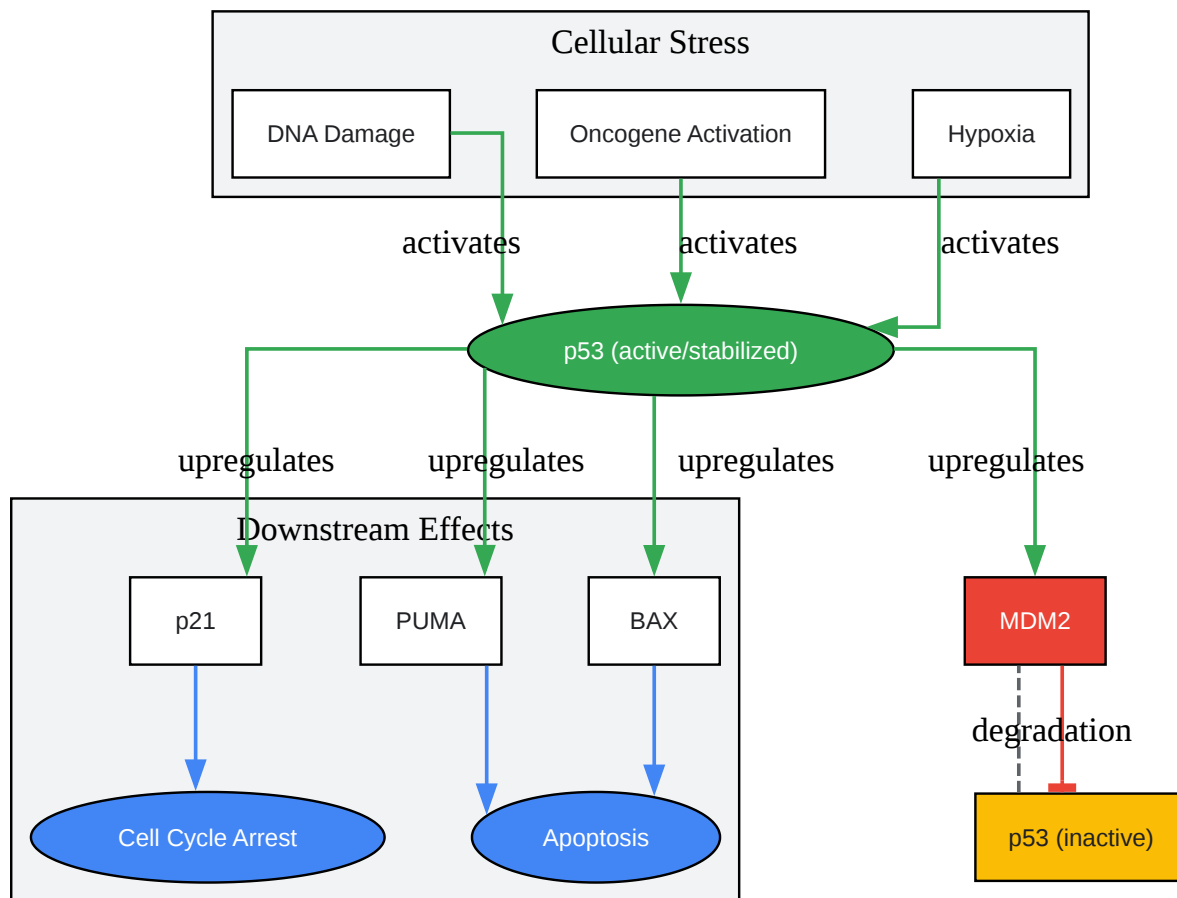 Cellular Stress
DNA Damage
Oncogene Activation
Hypoxia
activates
activates
activates
p53 (active/stabilized)
upregulates
upregulates
upregulates
upregulates
Downstream Effects
p21
PUMA
BAX
MDM2
degradation
Cell Cycle Arrest
Apoptosis
p53 (inactive)